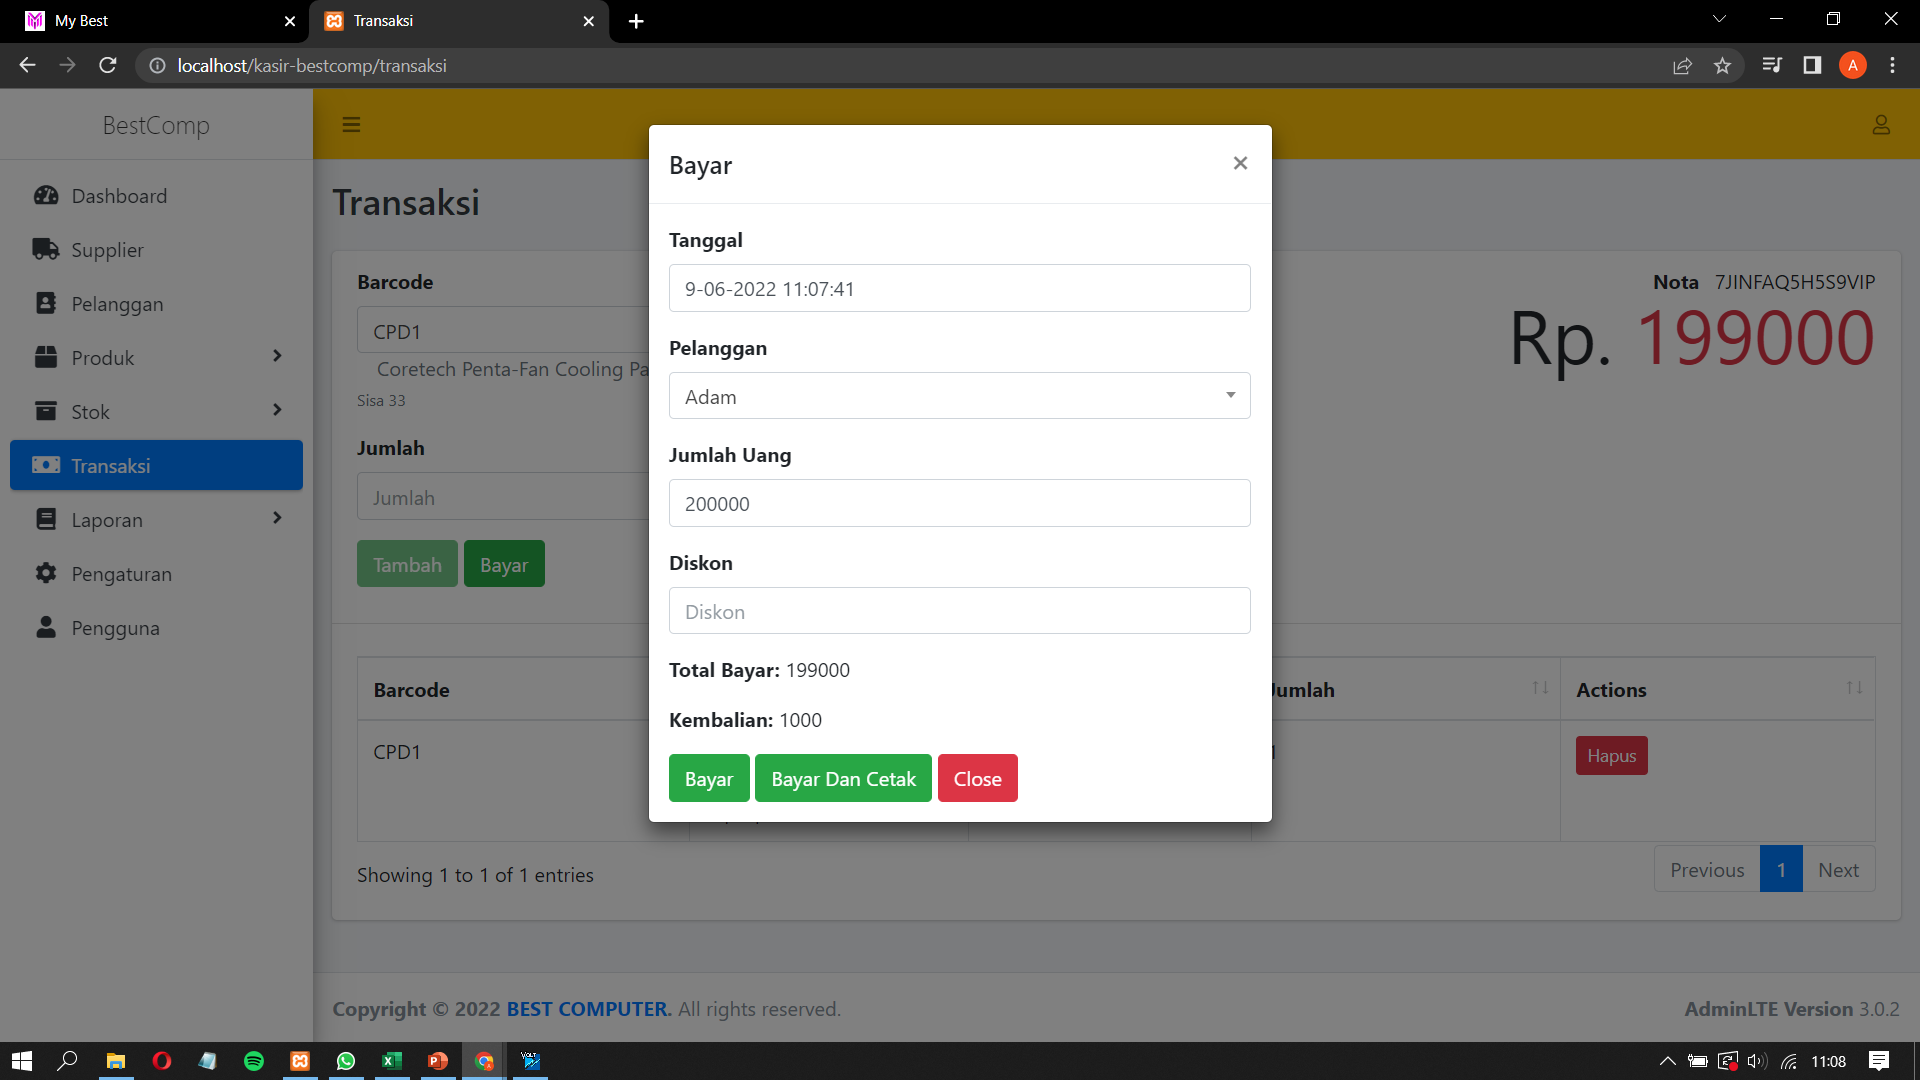 My Best
Transaksi
localhost/kasir-bestcomp/transaksi
A
BestComp
Dashboard
Supplier
Pelanggan
Produk
Stok
Transaksi
Laporan
Pengaturan
Pengguna
Transaksi
Barcode
CPD1
Coretech Penta-Fan Cooling Pa
Sisa 33
Jumlah
Jumlah
Tambah Bayar
Nota 7JINFAQ5H5S9VIP
Rp. 199000
Bayar
Tanggal
9-06-2022 11:07:41
Pelanggan
Adam
Jumlah Uang
200000
Diskon
Diskon
Total Bayar: 199000
Kembalian: 1000
Bayar Bayar Dan Cetak Close
Barcode Jumlah Actions
CPD1 Hapus
Showing 1 to 1 of 1 entries
Previous 1 Next
Copyright © 2022 BEST COMPUTER. All rights reserved.
AdminLTE Version 3.0.2
11:08